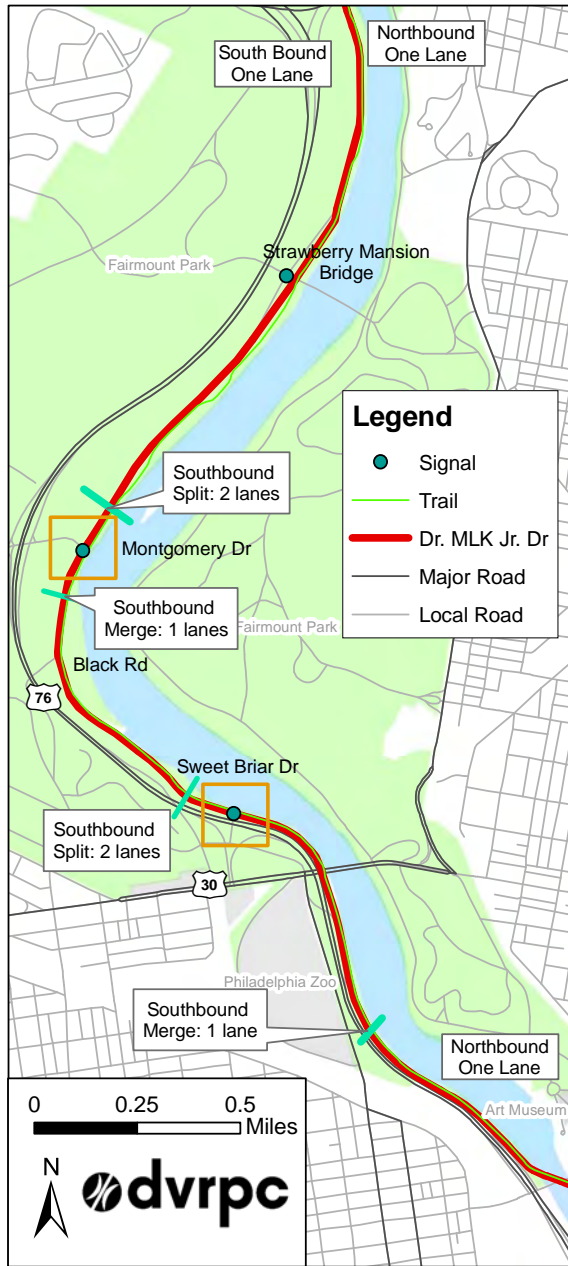 South Bound
One Lane
Northbound
One Lane
Strawberry Mansion
Bridge
Fairmount Park
Legend
Signal
Trail
Dr. MLK Jr. Dr
Major Road
Local Road
Southbound
Split: 2 lanes
Montgomery Dr
Southbound
Merge: 1 lanes
Fairmount Park
Black Rd
76
Sweet Briar Dr
Southbound
Split: 2 lanes
30
Philadelphia Zoo
Southbound
Merge: 1 lane
Northbound
One Lane
Art Museum
0 0.25 0.5
Miles
N
dvrpc